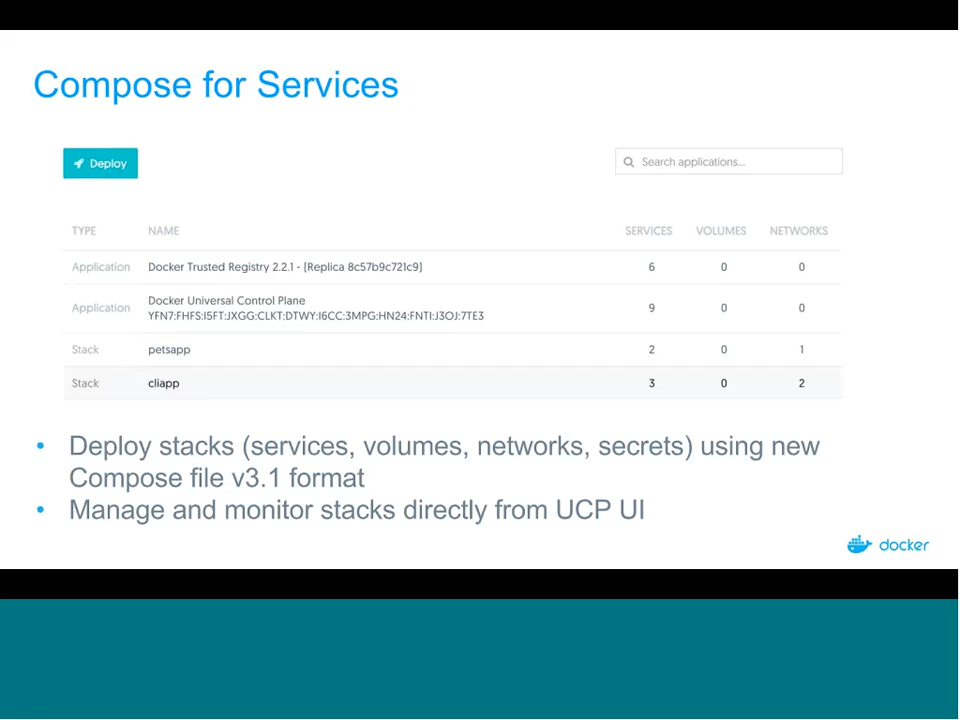 Compose for Services
Deploy
Search applications...
TYPE NAME SERVICES VOLUMES NETWORKS
Application Docker Trusted Registry 2.2.1 - (Replica 8c57b9c721c9) 6 0 0
Application Docker Universal Control Plane
YFN7:FHFS:I5FT:JXGG:CLKT:DTWY:I6CC:3MPG:HN24:FNTI:J3OJ:7TE3 9 0 0
Stack petsapp 2 0 1
Stack cliapp 3 0 2
• Deploy stacks (services, volumes, networks, secrets) using new
Compose file v3.1 format
• Manage and monitor stacks directly from UCP UI
docker